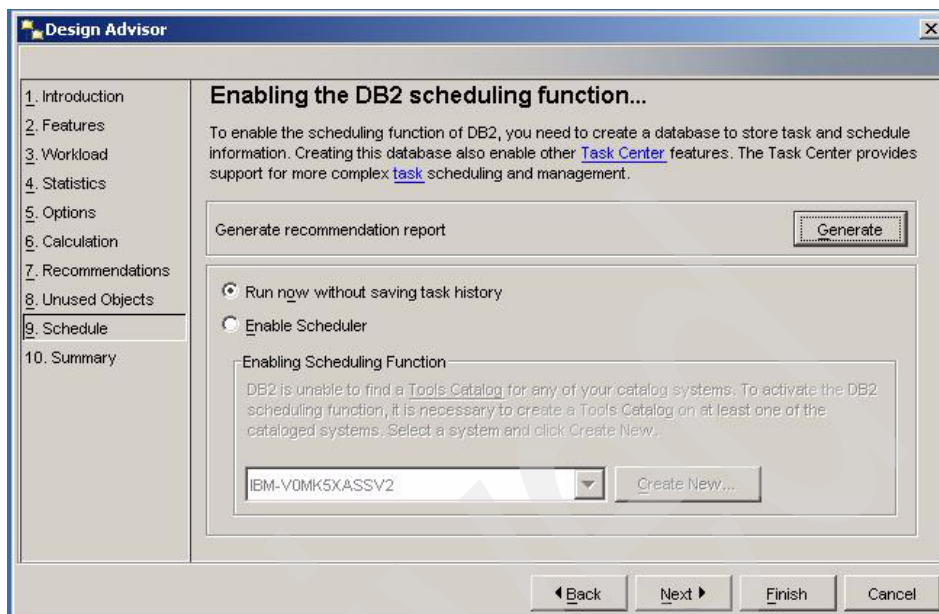 Design Advisor
1. Introduction
2. Features
3. Workload
4. Statistics
5. Options
6. Calculation
7. Recommendations
8. Unused Objects
9. Schedule
10. Summary
Enabling the DB2 scheduling function...
To enable the scheduling function of DB2, you need to create a database to store task and schedule
information. Creating this database also enable other Task Center features. The Task Center provides
support for more complex task scheduling and management.
Generate recommendation report
Generate
Run now without saving task history
Enable Scheduler
Enabling Scheduling Function
DB2 is unable to find a Tools Catalog for any of your catalog systems. To activate the DB2
scheduling function, it is necessary to create a Tools Catalog on at least one of the
cataloged systems. Select a system and click Create New.
IBM-V0MK5XASSV2
Create New...
Back
Next
Finish
Cancel